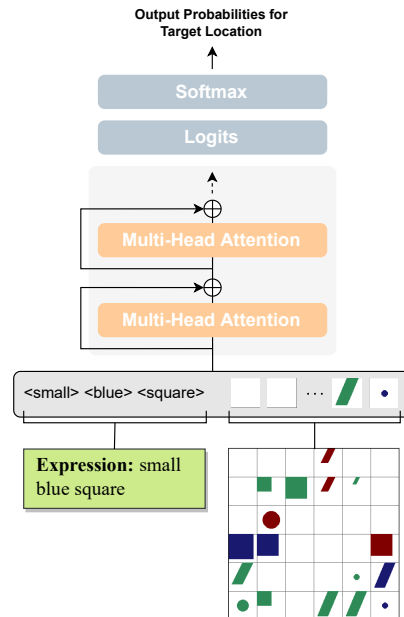 Output Probabilities for
Target Location
Softmax
Logits
Multi-Head Attention
Multi-Head Attention
<small> <blue> <square> ...
Expression: small
blue square